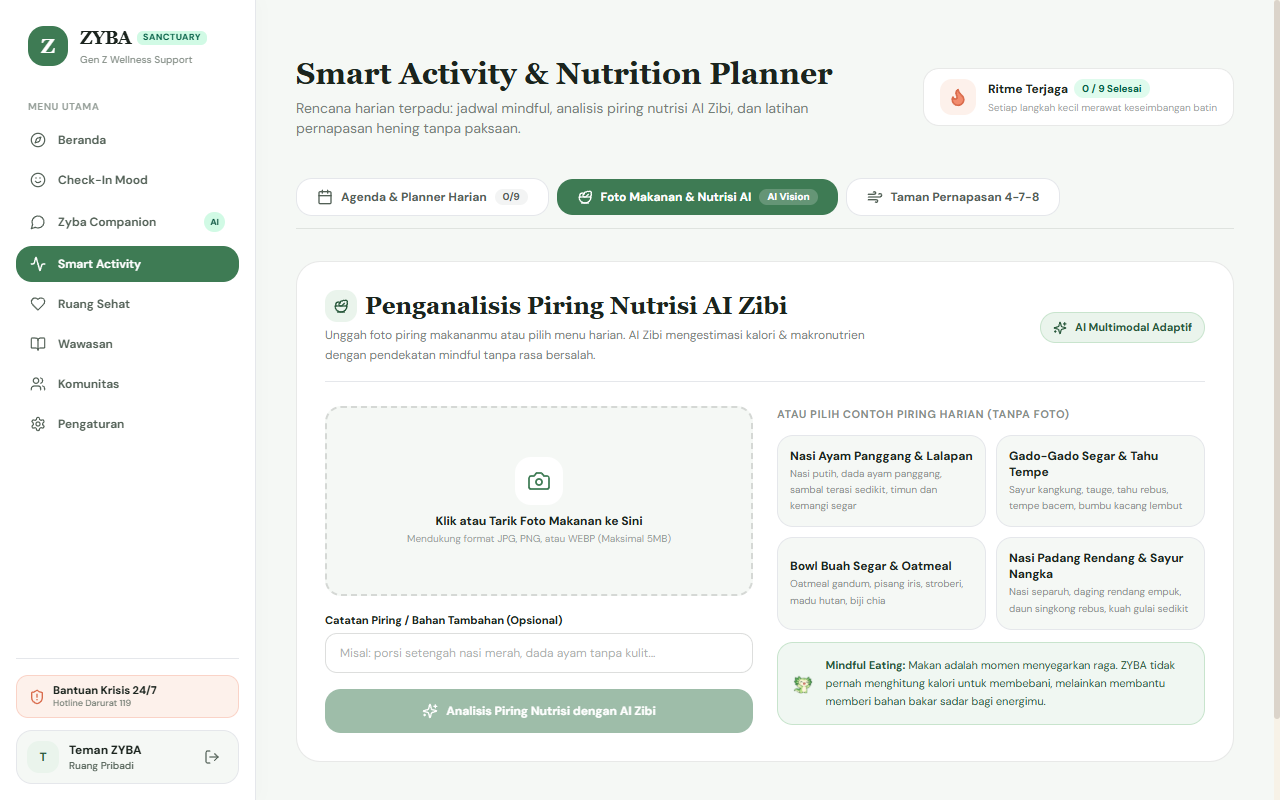 Z
ZYBA SANCTUARY
Gen Z Wellness Support
MENU UTAMA
Beranda
Check-In Mood
Zyba Companion AI
Smart Activity
Ruang Sehat
Wawasan
Komunitas
Pengaturan
Bantuan Krisis 24/7
Hotline Darurat 119
T
Teman ZYBA
Ruang Pribadi
Smart Activity & Nutrition Planner
Rencana harian terpadu: jadwal mindful, analisis piring nutrisi AI Zibi, dan latihan
pernapasan hening tanpa paksaan.
Ritme Terjaga 0 / 9 Selesai
Setiap langkah kecil merawat keseimbangan batin
Agenda & Planner Harian 0/9
Foto Makanan & Nutrisi AI AI Vision
Taman Pernapasan 4-7-8
Penganalisis Piring Nutrisi AI Zibi
Unggah foto piring makananmu atau pilih menu harian. AI Zibi mengestimasi kalori & makronutrien
dengan pendekatan mindful tanpa rasa bersalah.
AI Multimodal Adaptif
Klik atau Tarik Foto Makanan ke Sini
Mendukung format JPG, PNG, atau WEBP (Maksimal 5MB)
Catatan Piring / Bahan Tambahan (Opsional)
Misal: porsi setengah nasi merah, dada ayam tanpa kulit...
Analisis Piring Nutrisi dengan AI Zibi
ATAU PILIH CONTOH PIRING HARIAN (TANPA FOTO)
Nasi Ayam Panggang & Lalapan
Nasi putih, dada ayam panggang,
sambal terasi sedikit, timun dan
kemangi segar
Gado-Gado Segar & Tahu
Tempe
Sayur kangkung, tauge, tahu rebus,
tempe bacem, bumbu kacang lembut
Bowl Buah Segar & Oatmeal
Oatmeal gandum, pisang iris, stroberi,
madu hutan, biji chia
Nasi Padang Rendang & Sayur
Nangka
Nasi separuh, daging rendang empuk,
daun singkong rebus, kuah gulai sedikit
Mindful Eating: Makan adalah momen menyegarkan raga. ZYBA tidak
pernah menghitung kalori untuk membebani, melainkan membantu
memberi bahan bakar sadar bagi energimu.